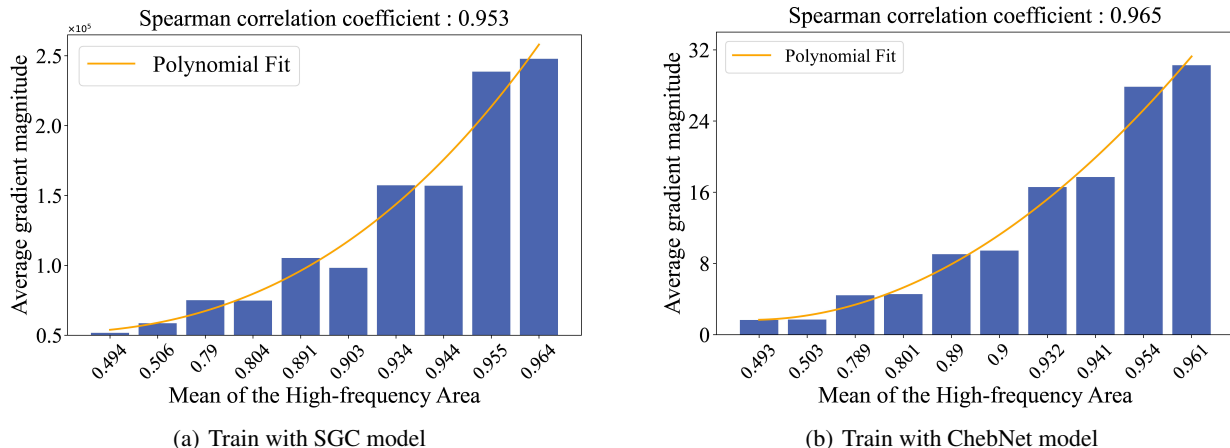 Spearman correlation coefficient : 0.953
×10⁵
Polynomial Fit
Average gradient magnitude
2.5
2.0
1.5
1.0
0.5
0.494 0.506 0.79 0.804 0.891 0.903 0.934 0.944 0.955 0.964
Mean of the High-frequency Area
(a) Train with SGC model
Spearman correlation coefficient : 0.965
Polynomial Fit
Average gradient magnitude
32
24
16
8
0
0.493 0.503 0.789 0.801 0.89 0.9 0.932 0.941 0.954 0.961
Mean of the High-frequency Area
(b) Train with ChebNet model